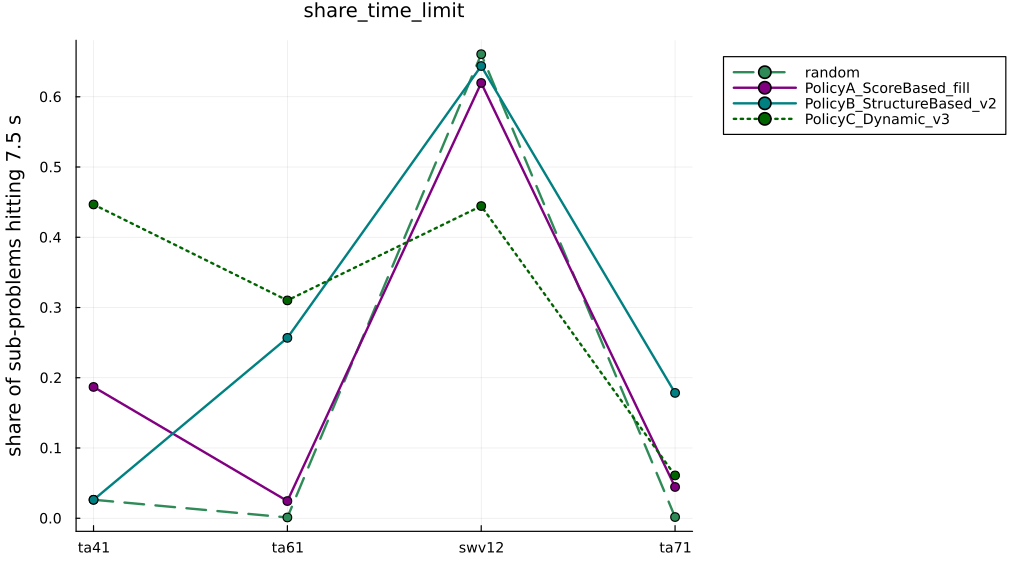 share_time_limit
share of sub-problems hitting 7.5 s
0.6
0.5
0.4
0.3
0.2
0.1
0.0
ta41
ta61
swv12
ta71
random
PolicyA_ScoreBased_fill
PolicyB_StructureBased_v2
PolicyC_Dynamic_v3